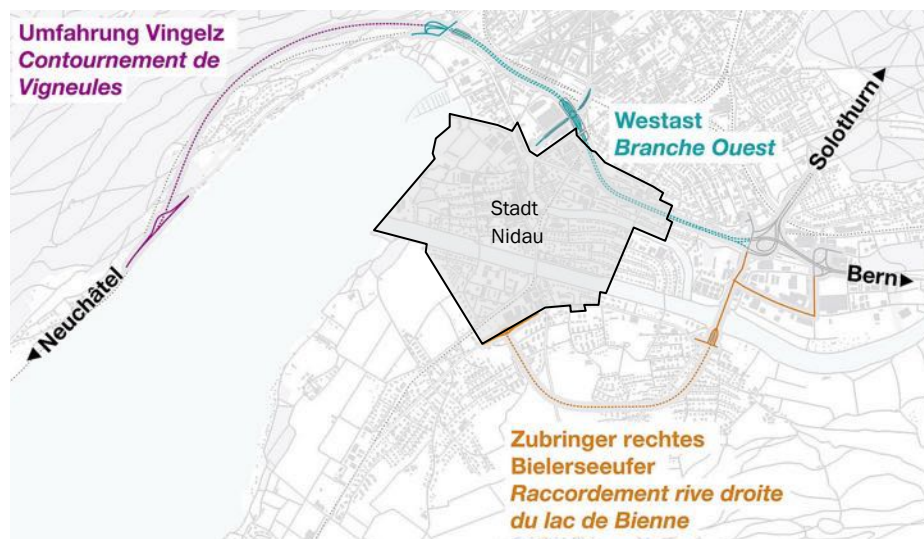 Umfahrung Vingelz
Contournement de
Vigneules
Westast
Branche Ouest
Solothurn
Stadt
Nidau
Bern
Neuchâtel
Zubringer rechtes
Bielerseeufer
Raccordement rive droite
du lac de Bienne